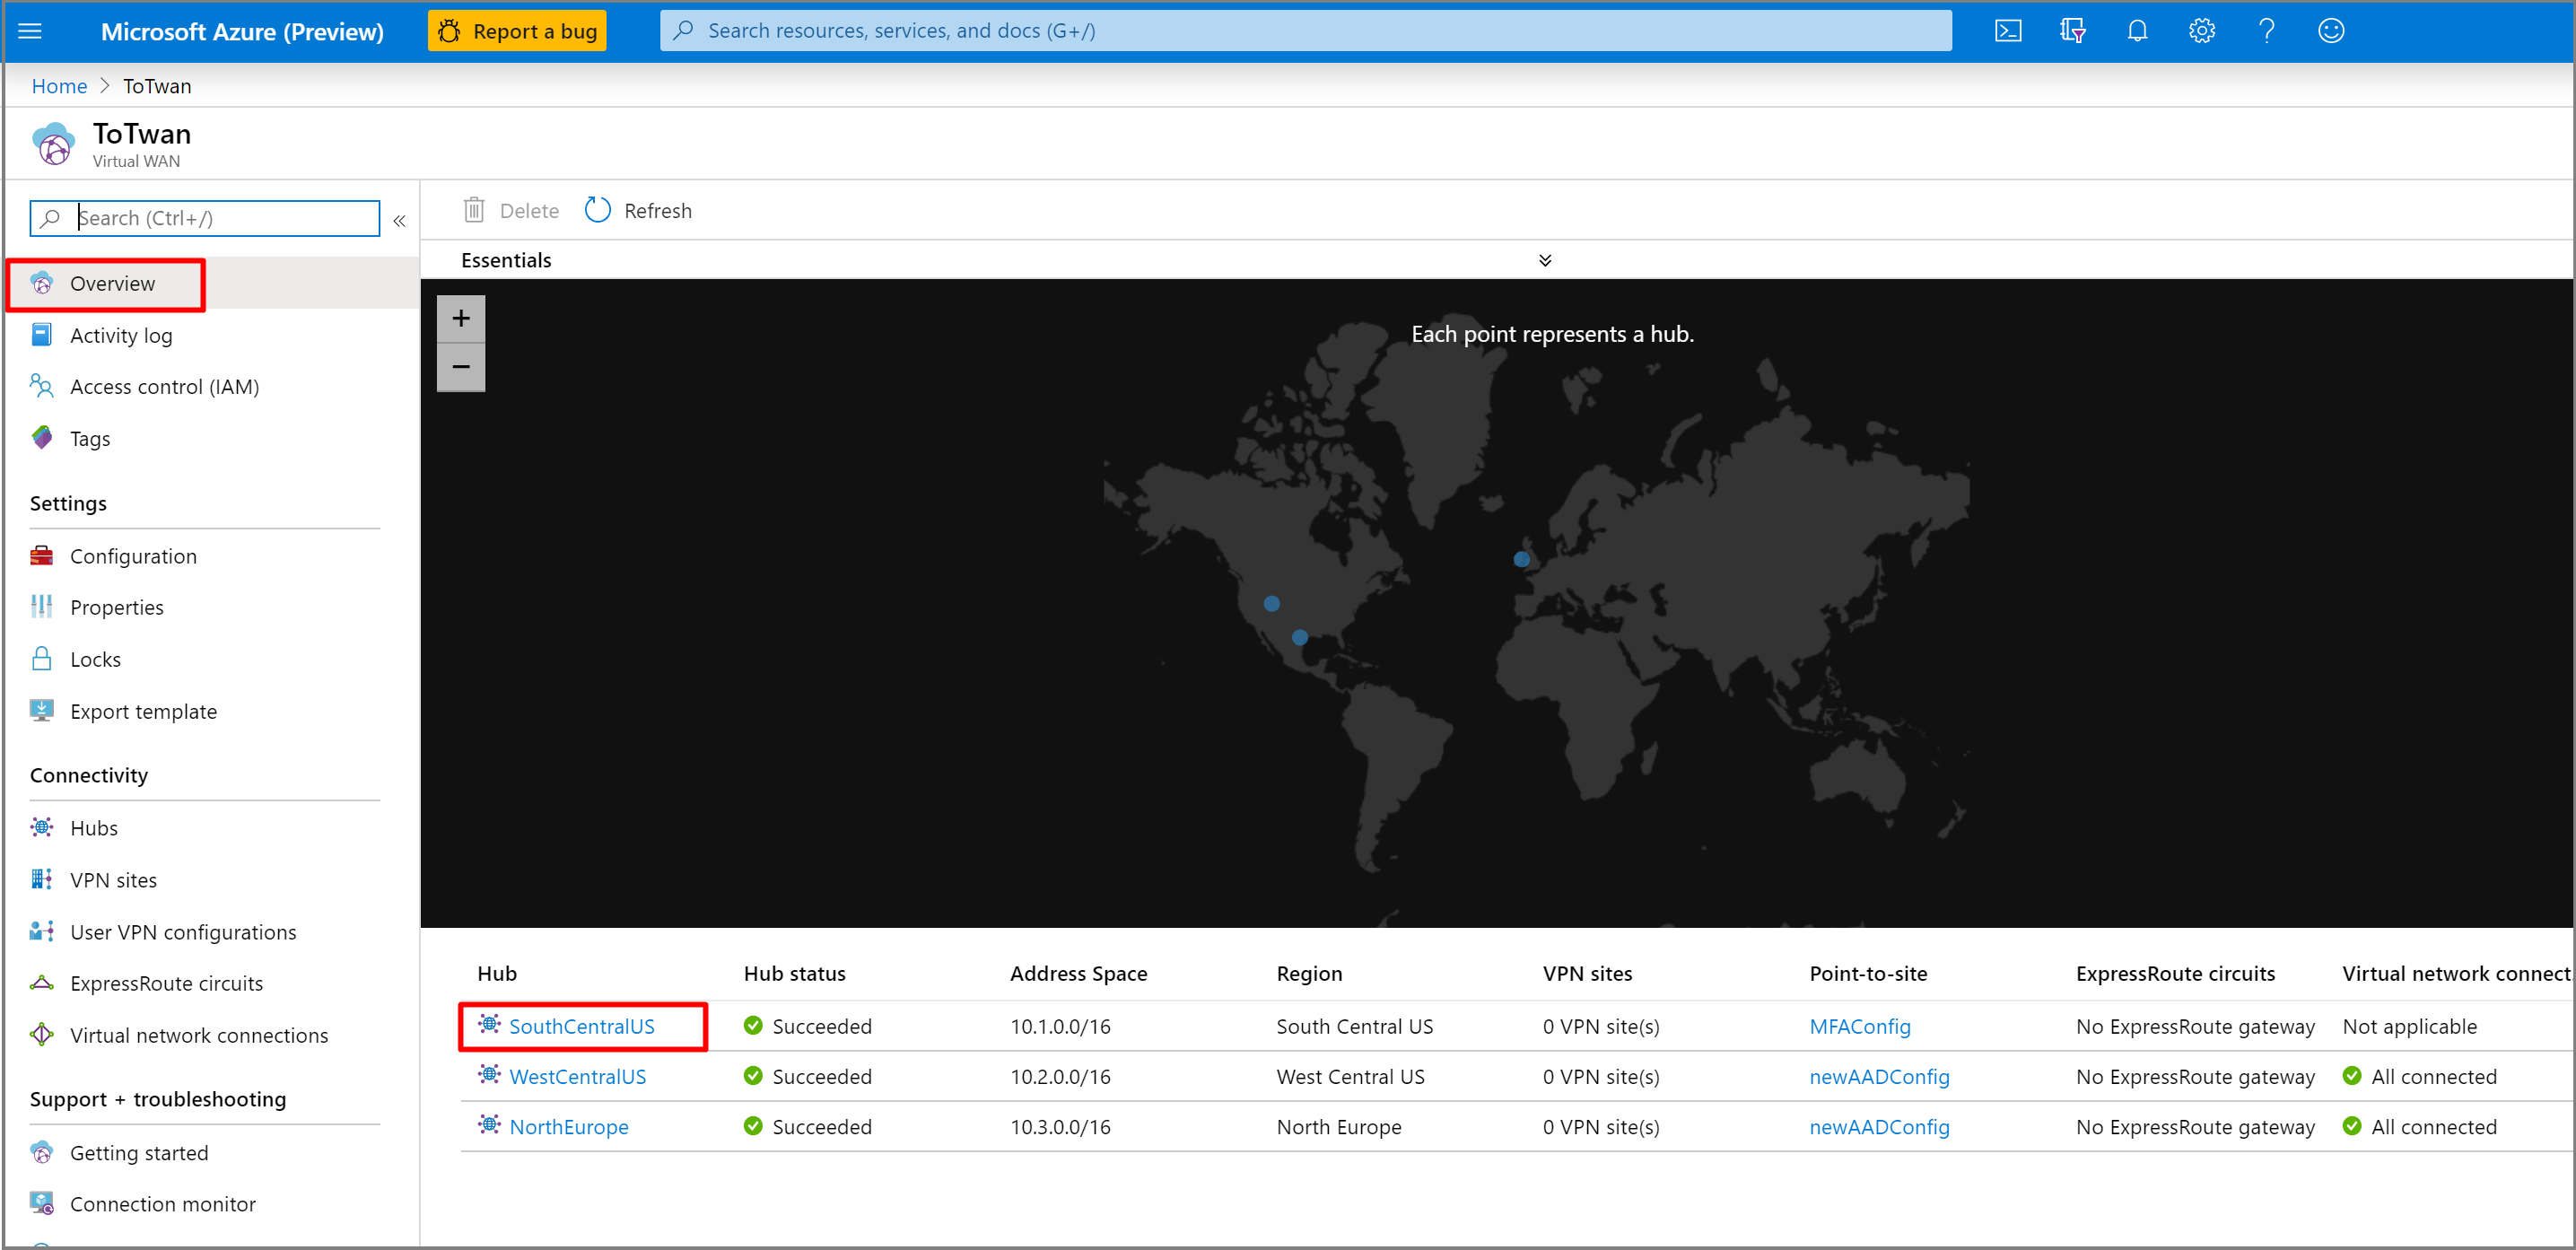 Microsoft Azure (Preview)
Report a bug
Search resources, services, and docs (G+/)
Home > ToTwan
ToTwan
Virtual WAN
Search (Ctrl+/)
«
Delete
Refresh
Essentials
Overview
Activity log
Access control (IAM)
Tags
Settings
Configuration
Properties
Locks
Export template
Connectivity
Hubs
VPN sites
User VPN configurations
ExpressRoute circuits
Virtual network connections
Support + troubleshooting
Getting started
Connection monitor
+
−
Each point represents a hub.
Hub Hub status Address Space Region VPN sites Point-to-site ExpressRoute circuits Virtual network connect
SouthCentralUS Succeeded 10.1.0.0/16 South Central US 0 VPN site(s) MFAConfig No ExpressRoute gateway Not applicable
WestCentralUS Succeeded 10.2.0.0/16 West Central US 0 VPN site(s) newAADConfig No ExpressRoute gateway All connected
NorthEurope Succeeded 10.3.0.0/16 North Europe 0 VPN site(s) newAADConfig No ExpressRoute gateway All connected